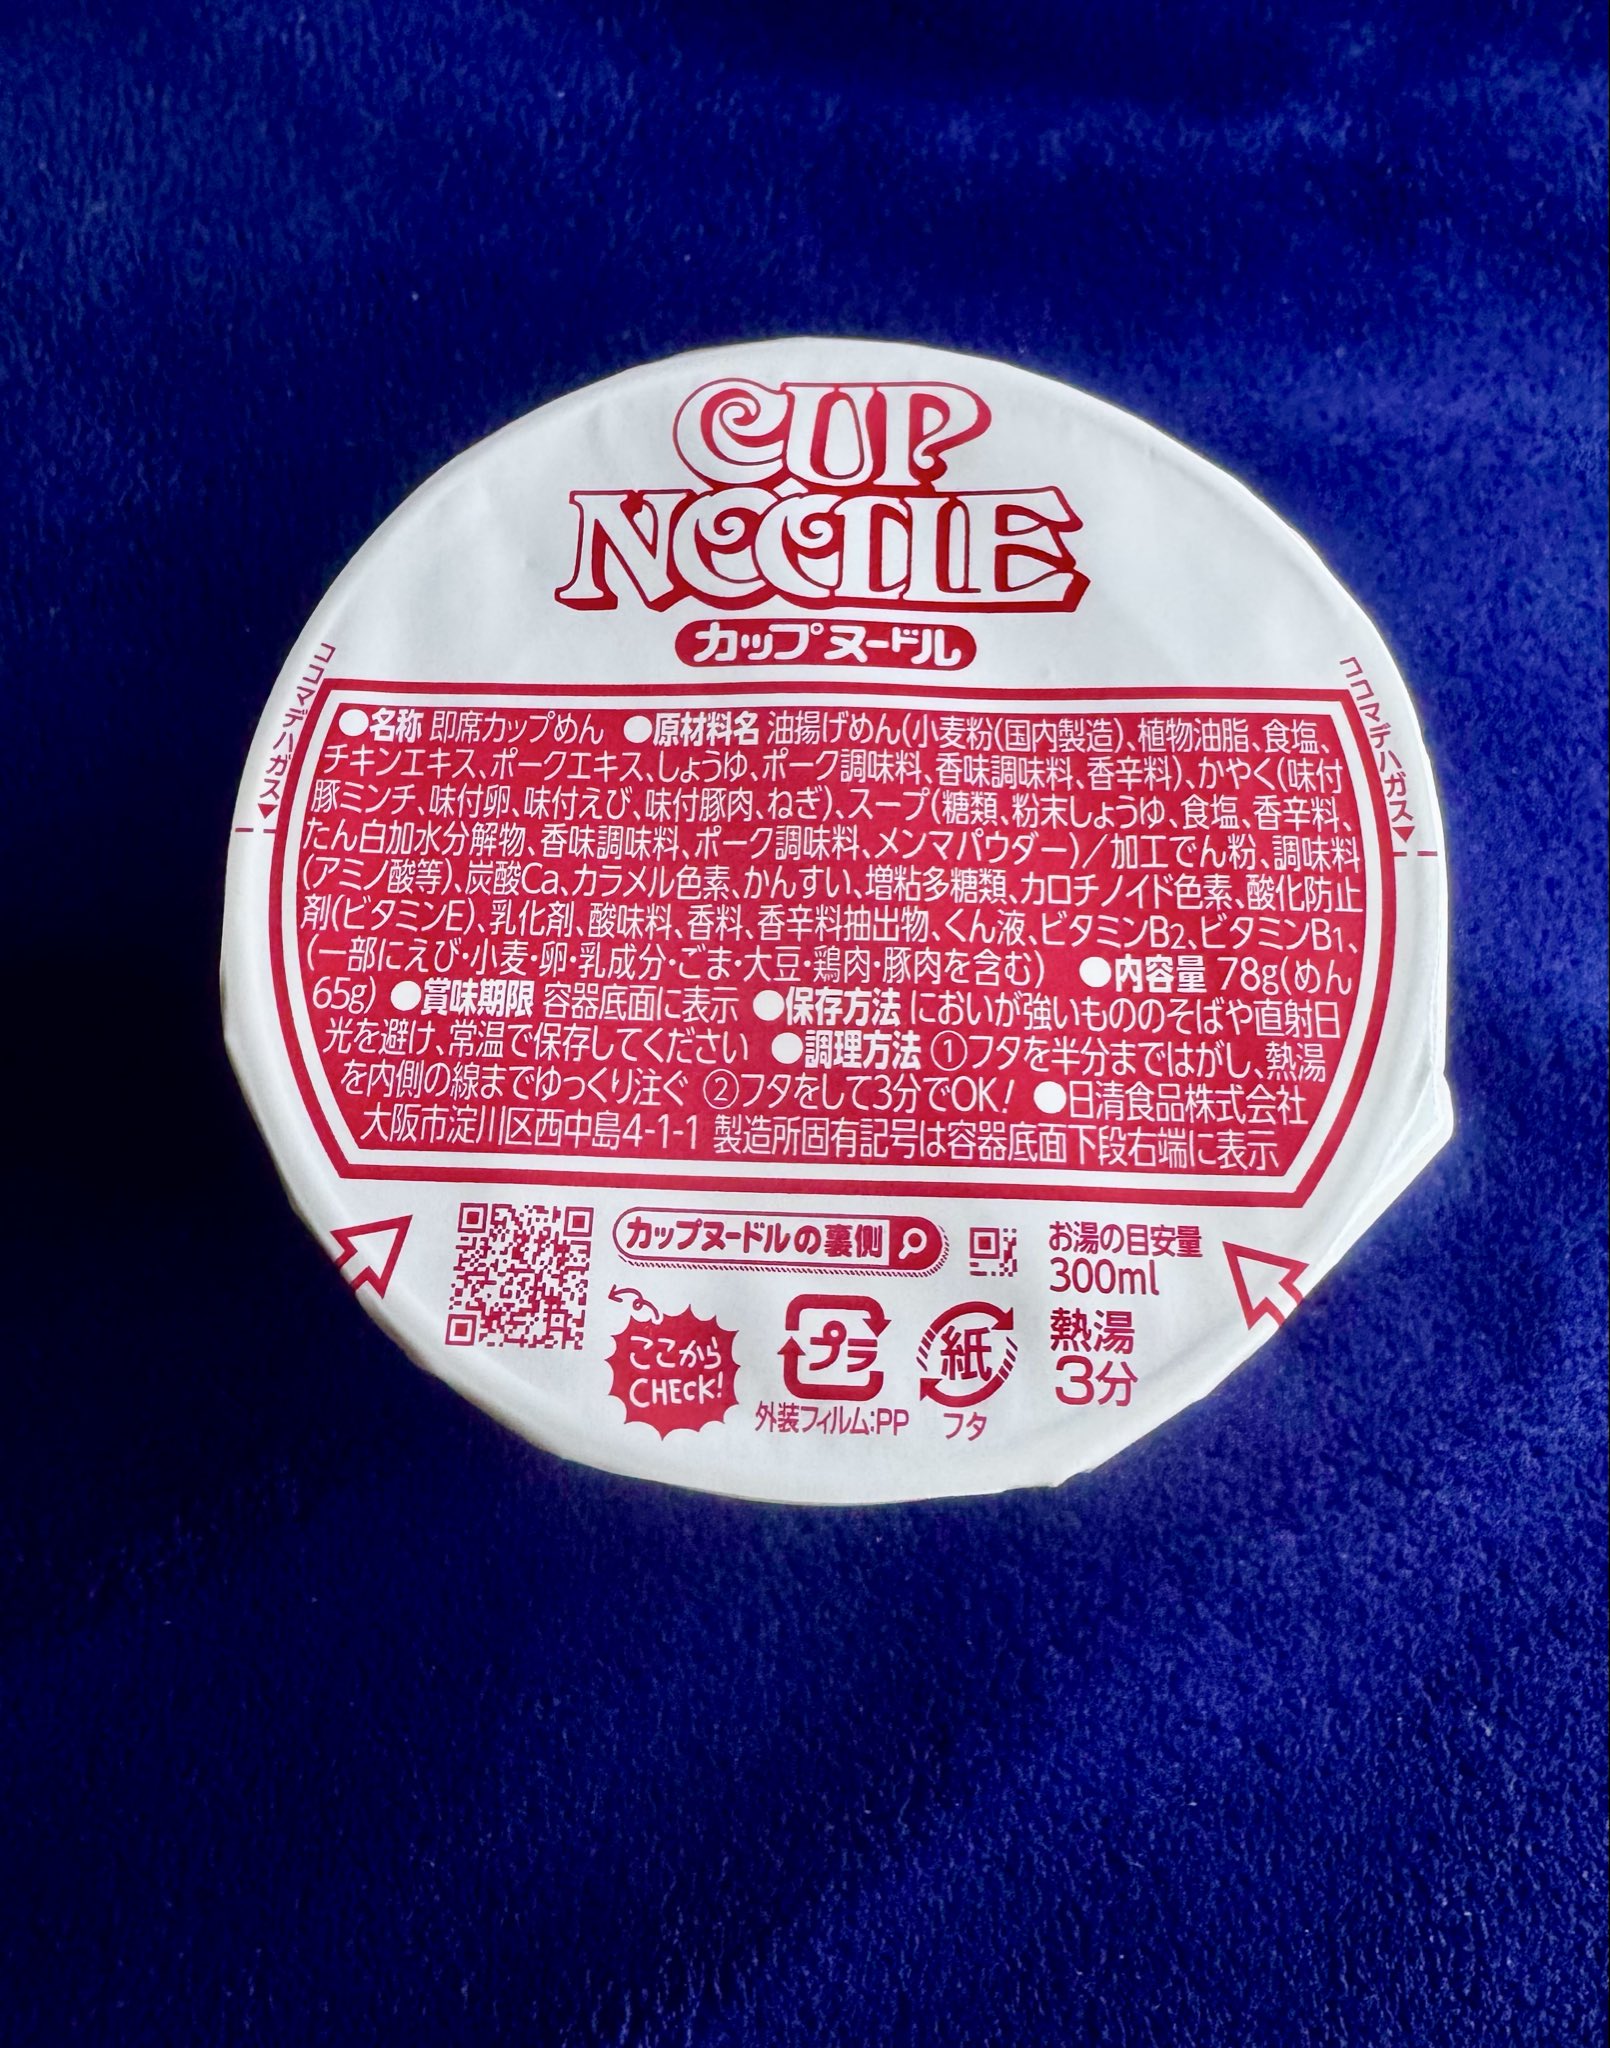 CUP
NOODLE
カップヌードル
ココマデハガス▼
ココマデハガス▼
●名称 即席カップめん ●原材料名 油揚げめん(小麦粉(国内製造)、植物油脂、食塩、
チキンエキス、ポークエキス、しょうゆ、ポーク調味料、香味調味料、香辛料)、かやく(味付
豚ミンチ、味付卵、味付えび、味付豚肉、ねぎ)、スープ(糖類、粉末しょうゆ、食塩、香辛料、
たん白加水分解物、香味調味料、ポーク調味料、メンマパウダー)/加工でん粉、調味料
(アミノ酸等)、炭酸Ca、カラメル色素、かんすい、増粘多糖類、カロチノイド色素、酸化防止
剤(ビタミンE)、乳化剤、酸味料、香料、香辛料抽出物、くん液、ビタミンB2、ビタミンB1、
(一部にえび・小麦・卵・乳成分・ごま・大豆・鶏肉・豚肉を含む) ●内容量 78g(めん
65g) ●賞味期限 容器底面に表示 ●保存方法 においが強いもののそばや直射日
光を避け、常温で保存してください ●調理方法 ①フタを半分まではがし、熱湯
を内側の線までゆっくり注ぐ ②フタをして3分でOK! ●日清食品株式会社
大阪市淀川区西中島4-1-1 製造所固有記号は容器底面下段右端に表示
カップヌードルの裏側
ここから
CHECK!
プラ
外装フィルム:PP
紙
フタ
お湯の目安量
300ml
熱湯
3分